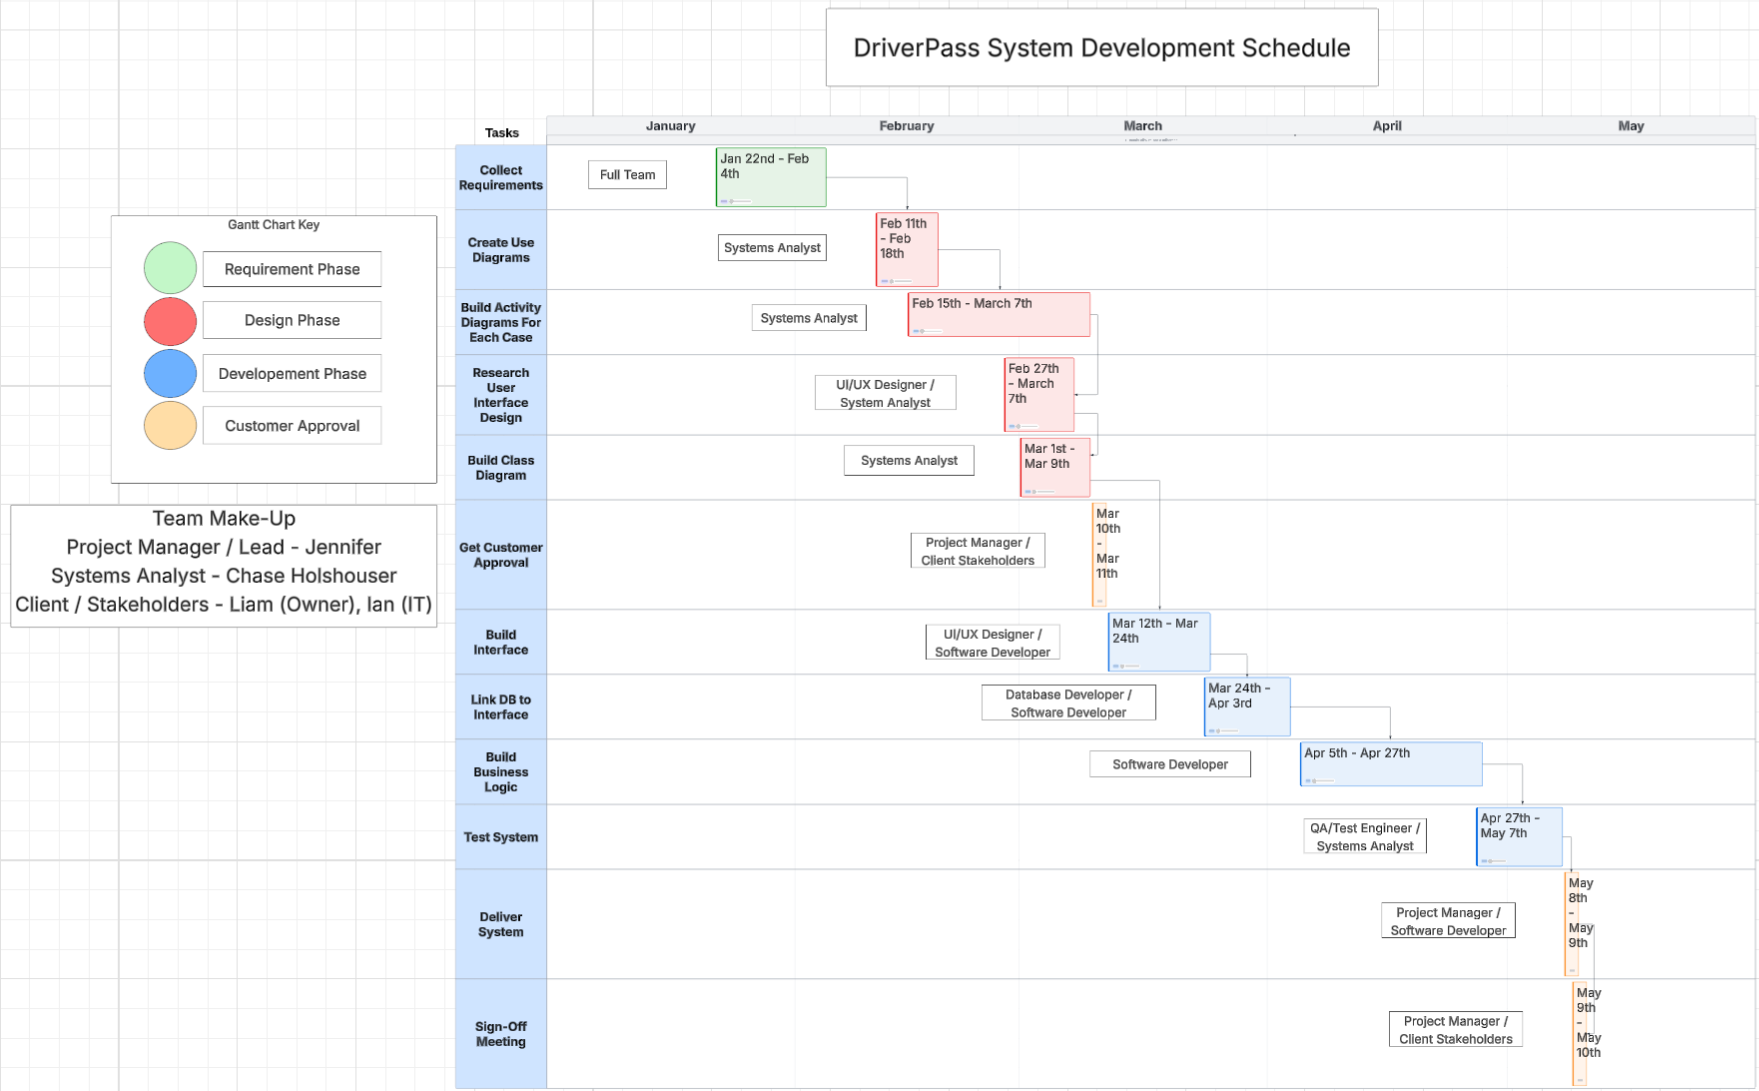 DriverPass System Development Schedule
Tasks
January
February
March
April
May
Collect
Requirements
Full Team
Jan 22nd - Feb
4th
Gantt Chart Key
Requirement Phase
Design Phase
Developement Phase
Customer Approval
Create Use
Diagrams
Systems Analyst
Feb 11th
- Feb
18th
Build Activity
Diagrams For
Each Case
Systems Analyst
Feb 15th - March 7th
Research
User
Interface
Design
UI/UX Designer /
System Analyst
Feb 27th
- March
7th
Build Class
Diagram
Systems Analyst
Mar 1st -
Mar 9th
Team Make-Up
Project Manager / Lead - Jennifer
Systems Analyst - Chase Holshouser
Client / Stakeholders - Liam (Owner), Ian (IT)
Get Customer
Approval
Project Manager /
Client Stakeholders
Mar
10th
-
Mar
11th
Build
Interface
UI/UX Designer /
Software Developer
Mar 12th - Mar
24th
Link DB to
Interface
Database Developer /
Software Developer
Mar 24th -
Apr 3rd
Build
Business
Logic
Software Developer
Apr 5th - Apr 27th
Test System
QA/Test Engineer /
Systems Analyst
Apr 27th -
May 7th
Deliver
System
Project Manager /
Software Developer
May
8th
-
May
9th
Sign-Off
Meeting
Project Manager /
Client Stakeholders
May
9th
-
May
10th